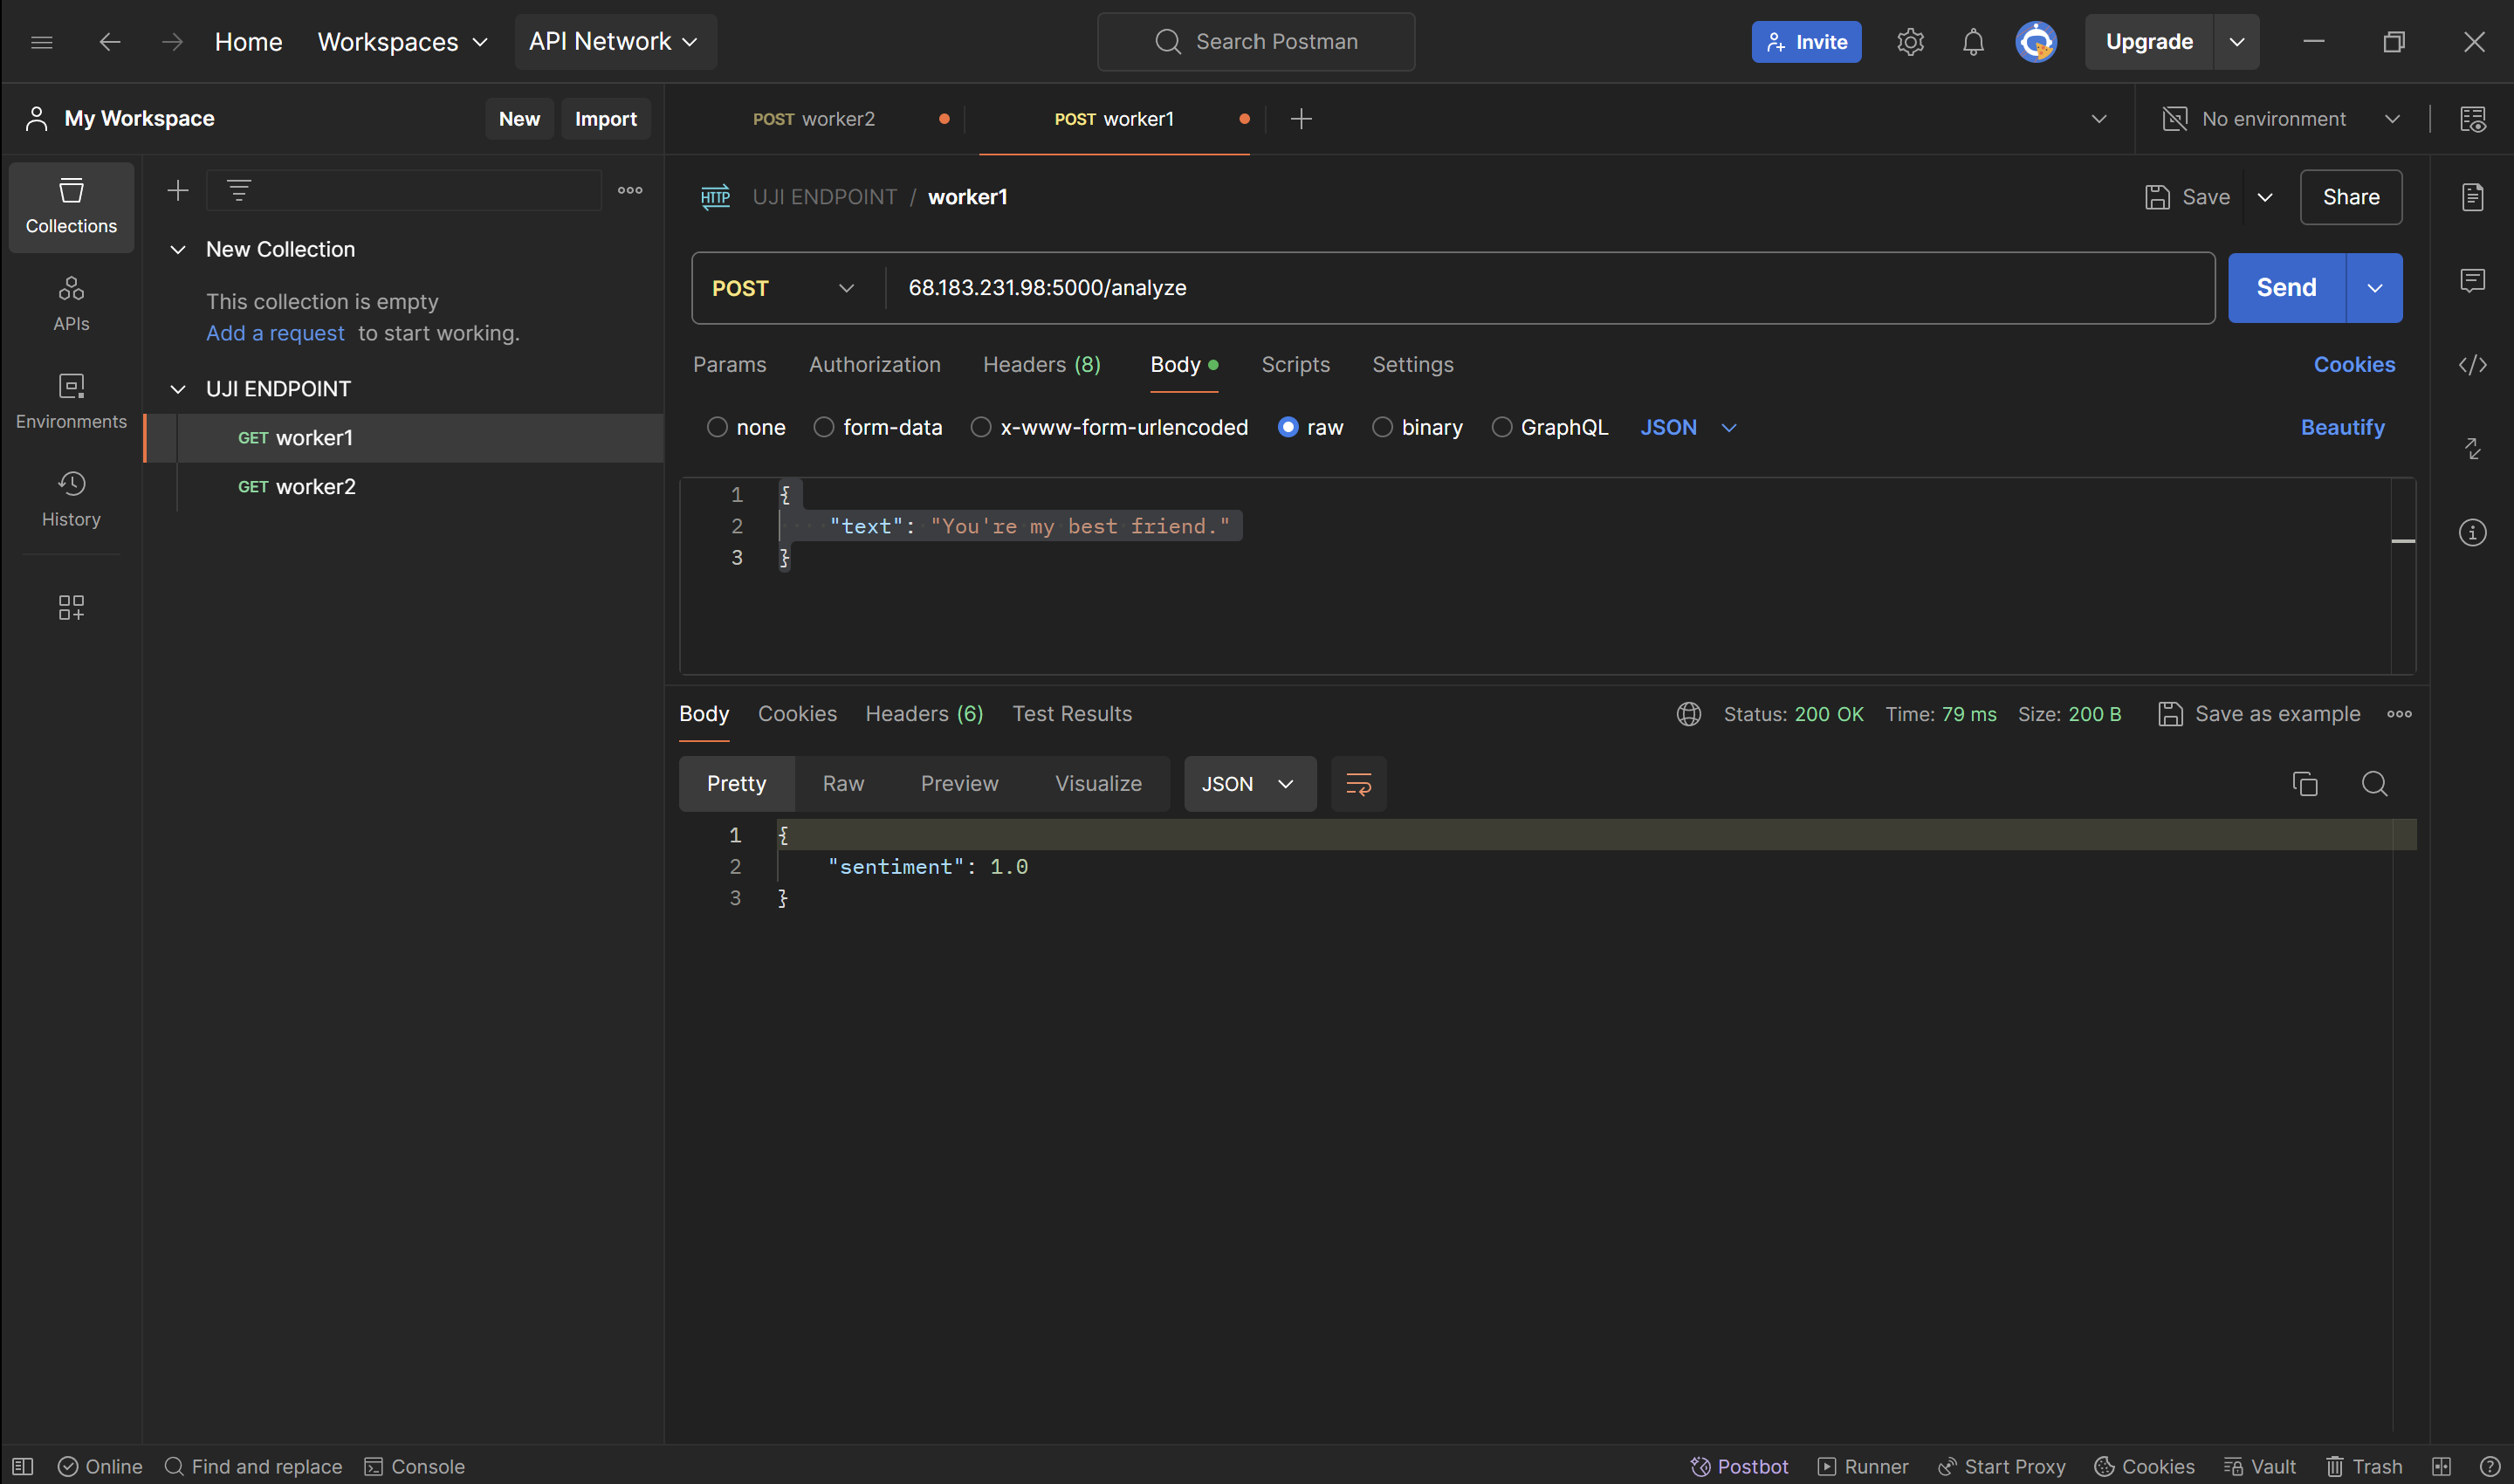 Home Workspaces API Network Search Postman Invite Upgrade
My Workspace New Import POST worker2 POST worker1 No environment
Collections
APIs
Environments
History
New Collection
This collection is empty
Add a request to start working.
UJI ENDPOINT
GET worker1
GET worker2
HTTP UJI ENDPOINT / worker1 Save Share
POST 68.183.231.98:5000/analyze Send
Params Authorization Headers (8) Body Scripts Settings Cookies
none form-data x-www-form-urlencoded raw binary GraphQL JSON Beautify
1 {
2 "text": "You're my best friend."
3 }
Body Cookies Headers (6) Test Results Status: 200 OK Time: 79 ms Size: 200 B Save as example
Pretty Raw Preview Visualize JSON
1 {
2 "sentiment": 1.0
3 }
Online Find and replace Console Postbot Runner Start Proxy Cookies Vault Trash